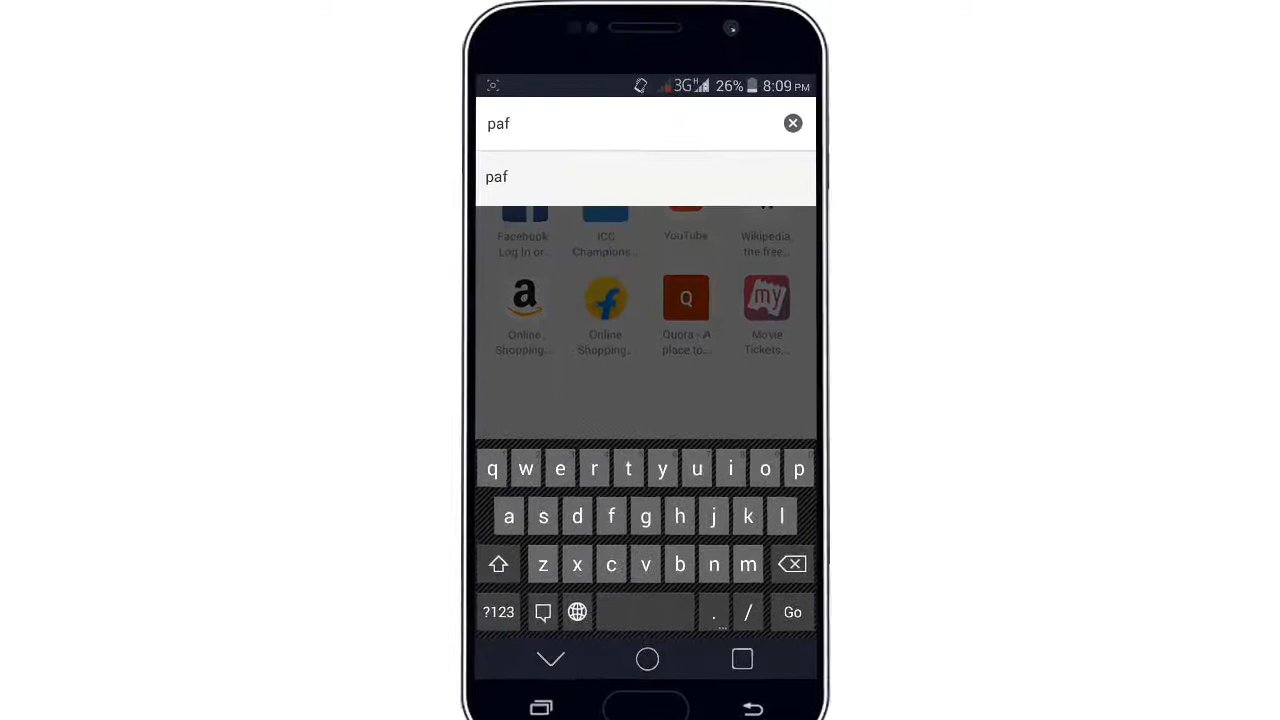 3G H 26% 8:09 PM
paf
paf
Facebook ICC YouTube Wikipedia,
Log In or... Champions... the free...
a f Q my
Online Online Quora - A Movie
Shopping... Shopping... place to... Tickets,...
q w e r t y u i o p
a s d f g h j k l
z x c v b n m
?123 . ... / Go